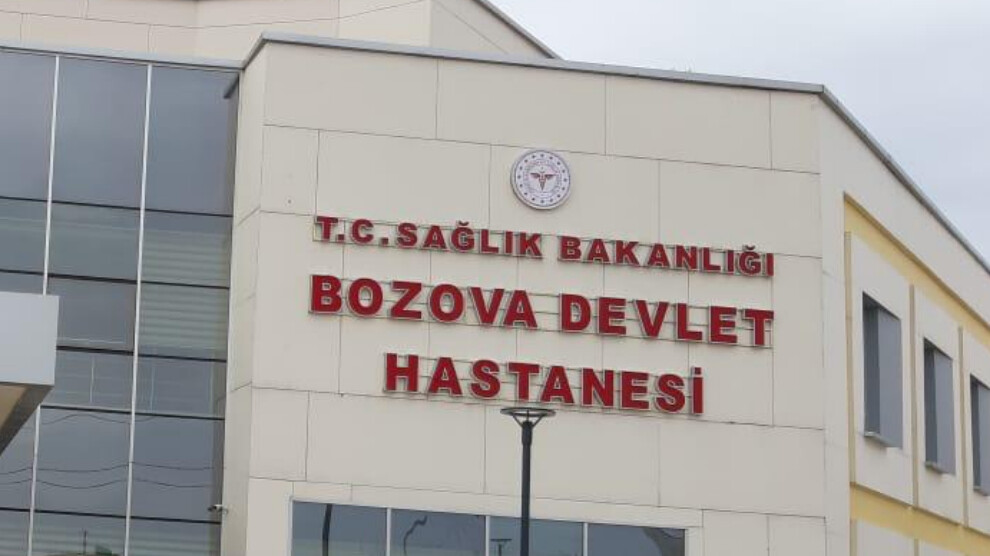 T.C. SAĞLIK BAKANLIĞI
BOZOVA DEVLET
HASTANESİ